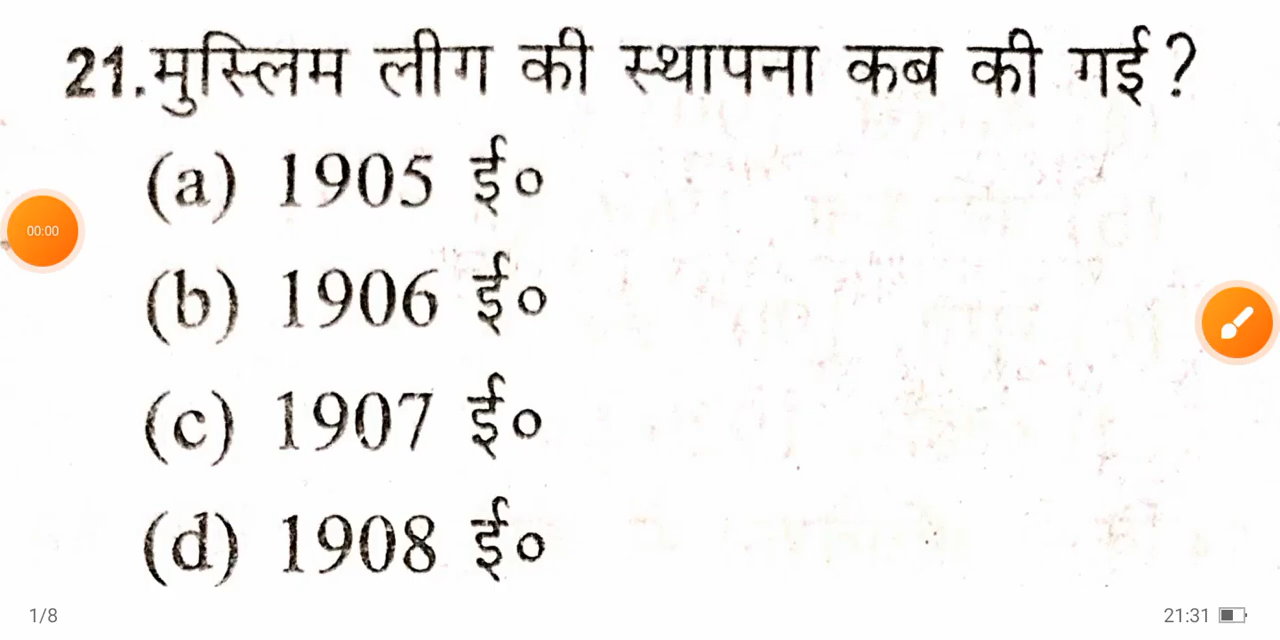 21.मुस्लिम लीग की स्थापना कब की गई?
(a) 1905 ई०
00:00
(b) 1906 ई०
(c) 1907 ई०
(d) 1908 ई०
1/8
21:31